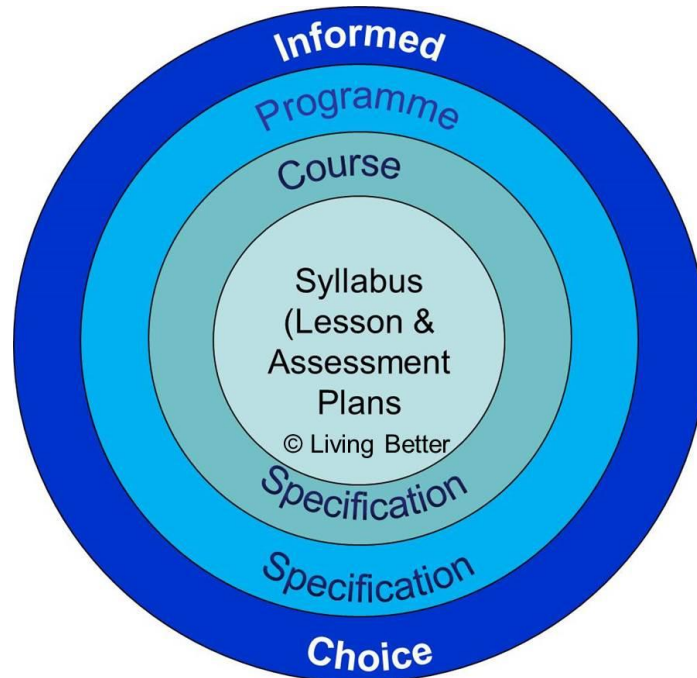 Informed
Programme
Course
Syllabus
(Lesson &
Assessment
Plans
© Living Better
Specification
Specification
Choice